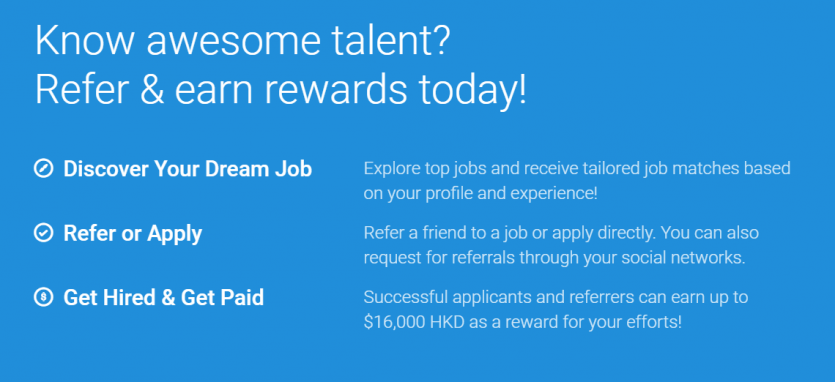 Know awesome talent?
Refer & earn rewards today!
Discover Your Dream Job
Explore top jobs and receive tailored job matches based
on your profile and experience!
Refer or Apply
Refer a friend to a job or apply directly. You can also
request for referrals through your social networks.
Get Hired & Get Paid
Successful applicants and referrers can earn up to
$16,000 HKD as a reward for your efforts!